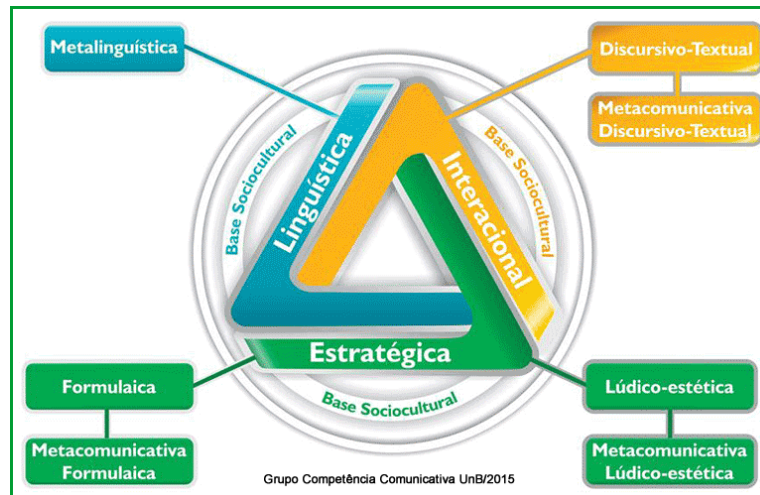 Metalinguística
Discursivo-Textual
Metacomunicativa
Discursivo-Textual
Base Sociocultural
Linguística
Interacional
Base Sociocultural
Estratégica
Base Sociocultural
Formulaica
Metacomunicativa
Formulaica
Lúdico-estética
Metacomunicativa
Lúdico-estética
Grupo Competência Comunicativa UnB/2015